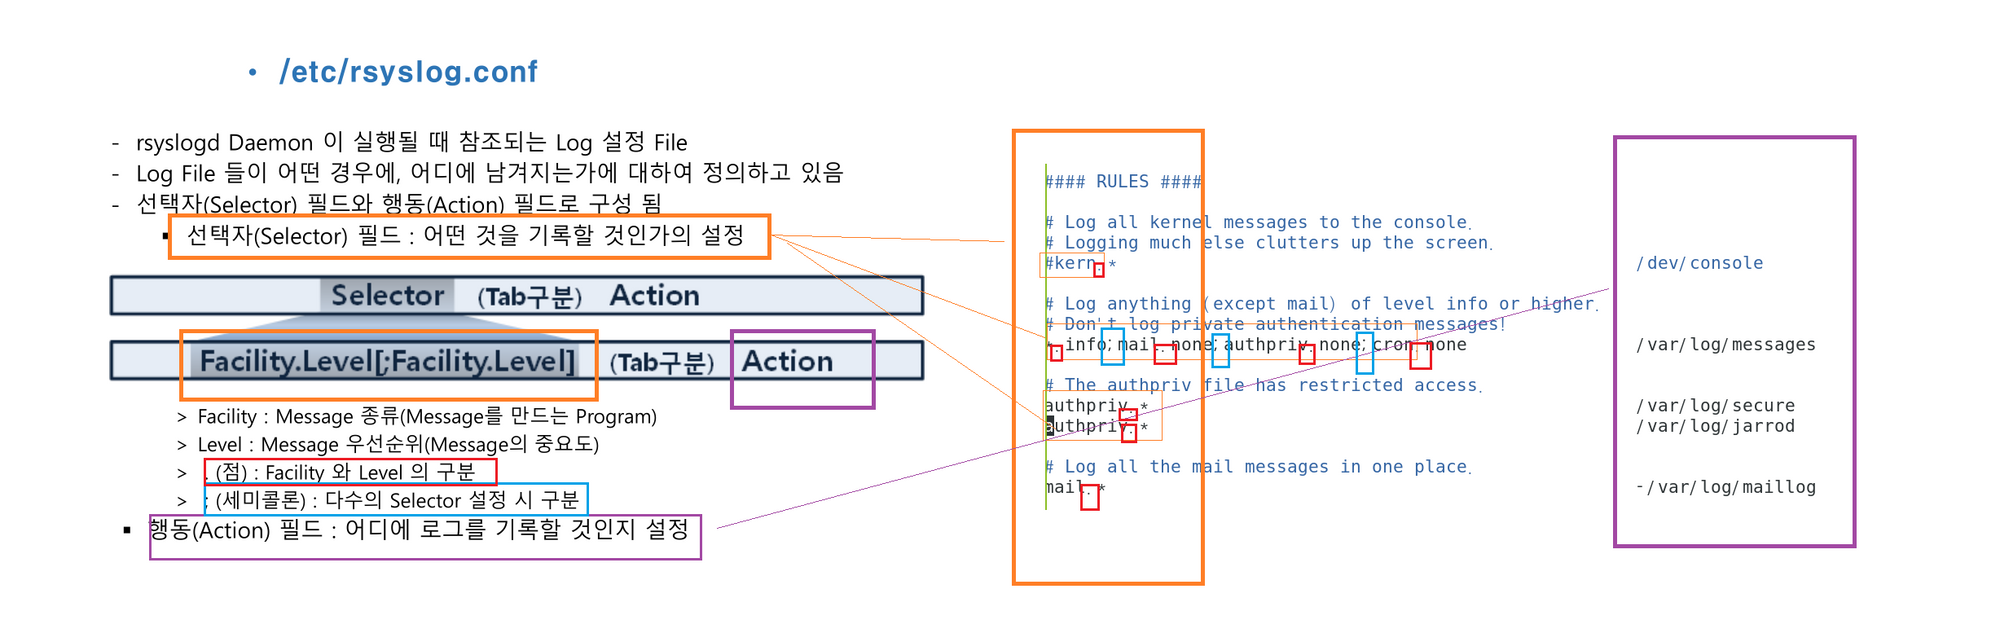 • /etc/rsyslog.conf
- rsyslogd Daemon 이 실행될 때 참조되는 Log 설정 File
- Log File 들이 어떤 경우에, 어디에 남겨지는가에 대하여 정의하고 있음
- 선택자(Selector) 필드와 행동(Action) 필드로 구성 됨
▪ 선택자(Selector) 필드 : 어떤 것을 기록할 것인가의 설정
Selector (Tab구분) Action
Facility.Level[;Facility.Level] (Tab구분) Action
> Facility : Message 종류(Message를 만드는 Program)
> Level : Message 우선순위(Message의 중요도)
> . (점) : Facility 와 Level 의 구분
> ; (세미콜론) : 다수의 Selector 설정 시 구분
▪ 행동(Action) 필드 : 어디에 로그를 기록할 것인지 설정
#### RULES ####
# Log all kernel messages to the console.
# Logging much else clutters up the screen.
#kern.* /dev/console
# Log anything (except mail) of level info or higher.
# Don't log private authentication messages!
*.info;mail.none;authpriv.none;cron.none /var/log/messages
# The authpriv file has restricted access.
authpriv.* /var/log/secure
authpriv.* /var/log/jarrod
# Log all the mail messages in one place.
mail.* -/var/log/maillog